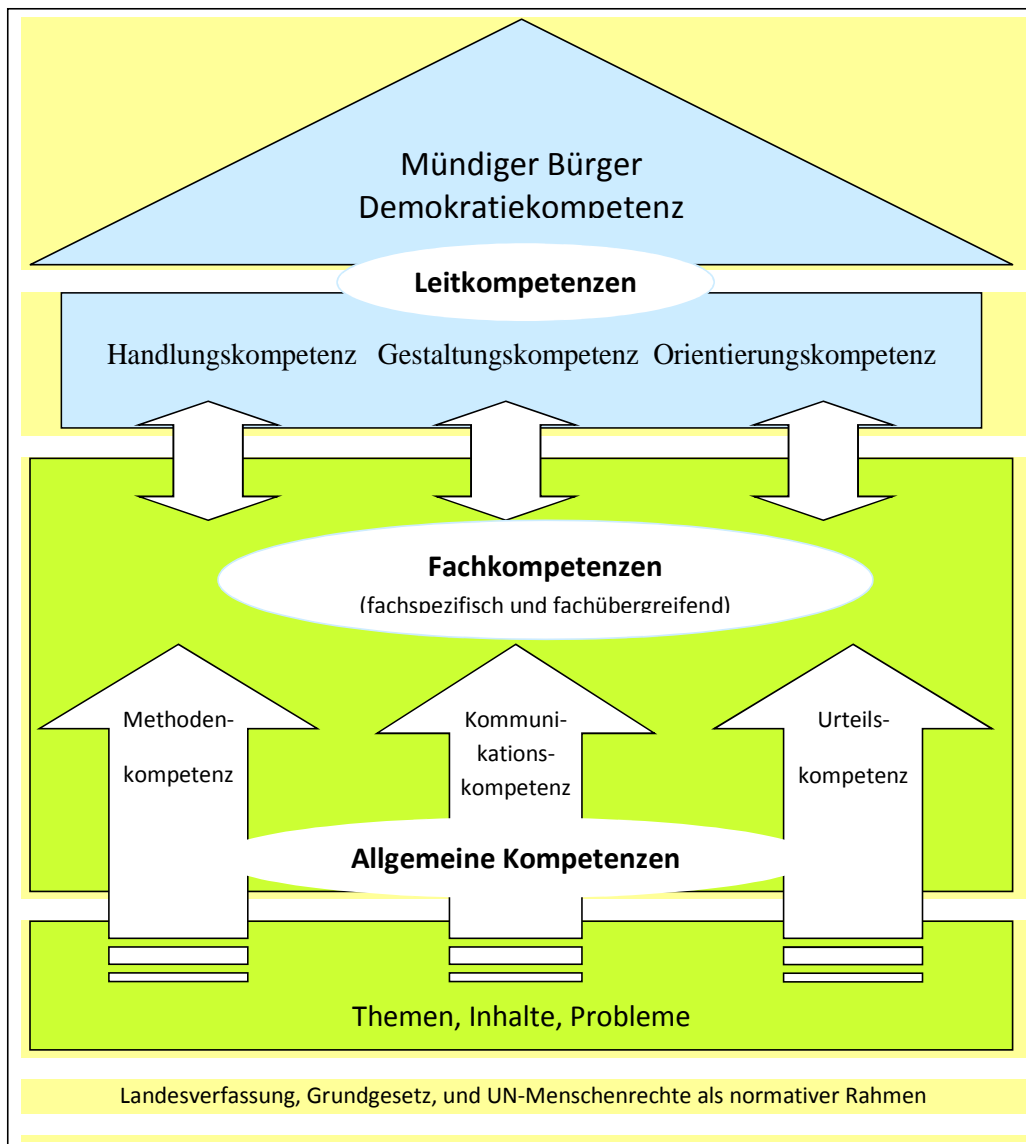 Mündiger Bürger
Demokratiekompetenz
Leitkompetenzen
Handlungskompetenz Gestaltungskompetenz Orientierungskompetenz
Fachkompetenzen
(fachspezifisch und fachübergreifend)
Methoden-
kompetenz
Kommuni-
kations-
kompetenz
Urteils-
kompetenz
Allgemeine Kompetenzen
Themen, Inhalte, Probleme
Landesverfassung, Grundgesetz, und UN-Menschenrechte als normativer Rahmen